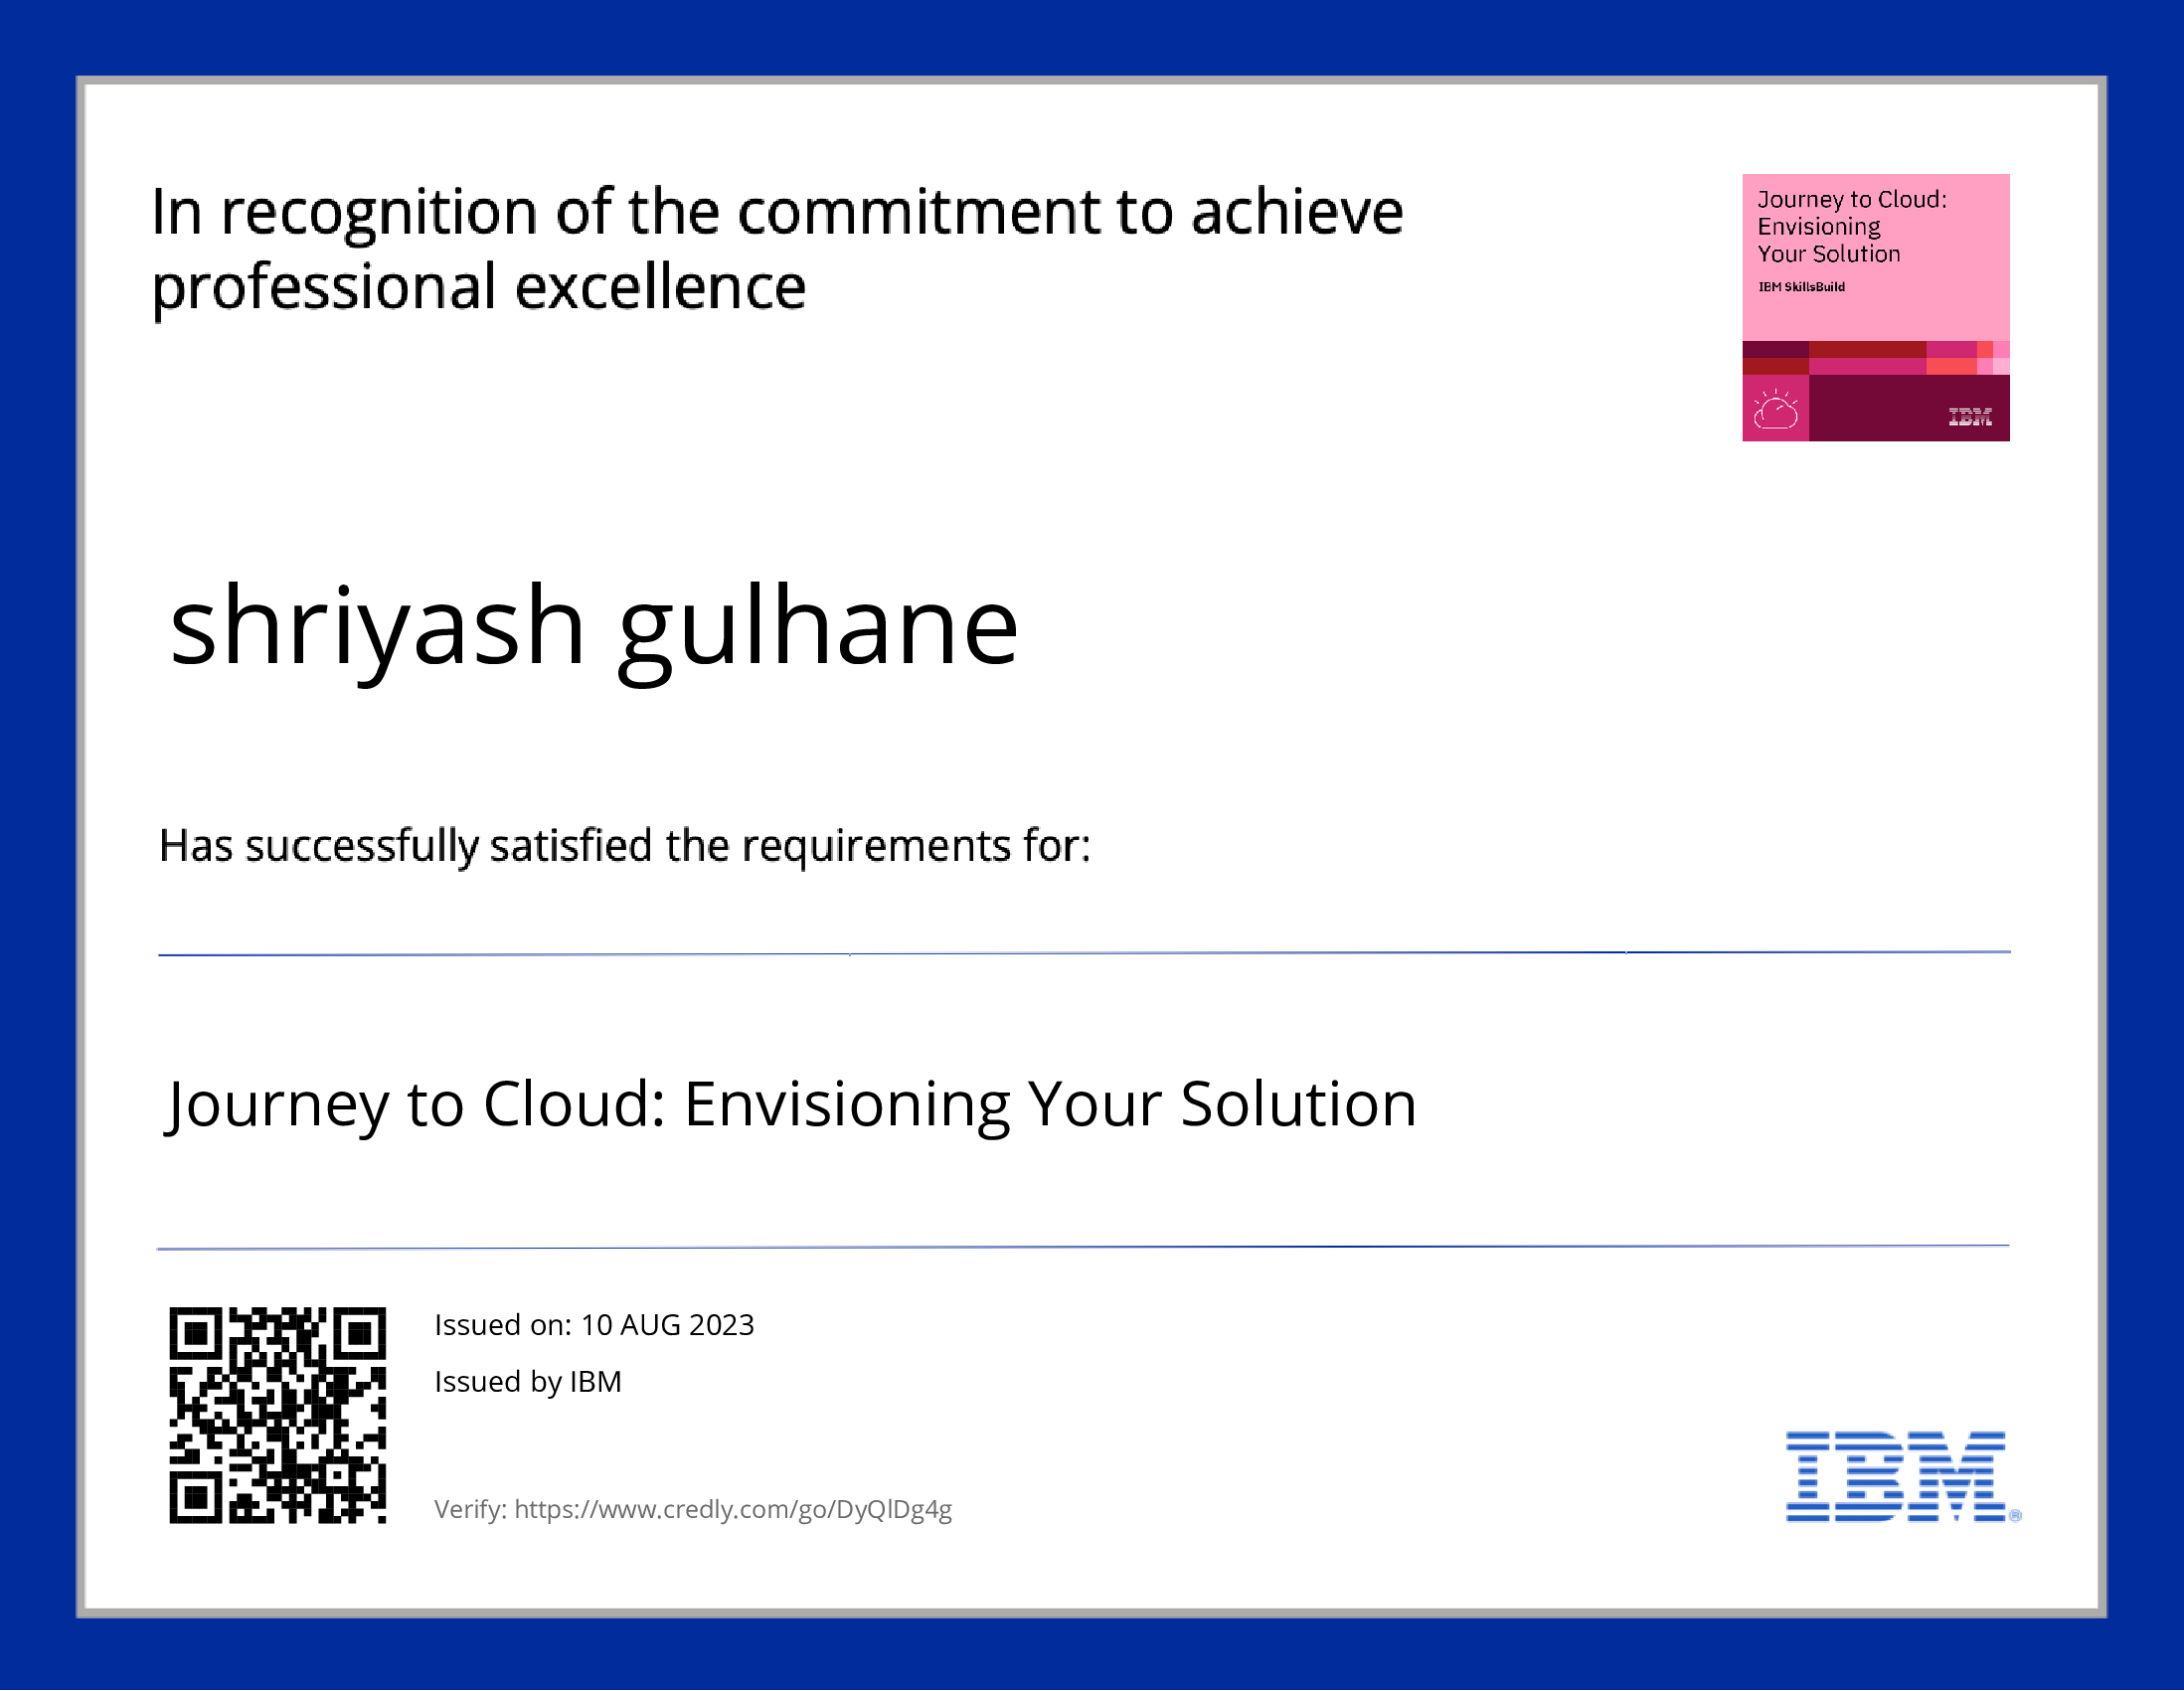 In recognition of the commitment to achieve
professional excellence
Journey to Cloud:
Envisioning
Your Solution
IBM SkillsBuild
IBM
shriyash gulhane
Has successfully satisfied the requirements for:
Journey to Cloud: Envisioning Your Solution
Issued on: 10 AUG 2023
Issued by IBM
Verify: https://www.credly.com/go/DyQlDg4g
IBM®